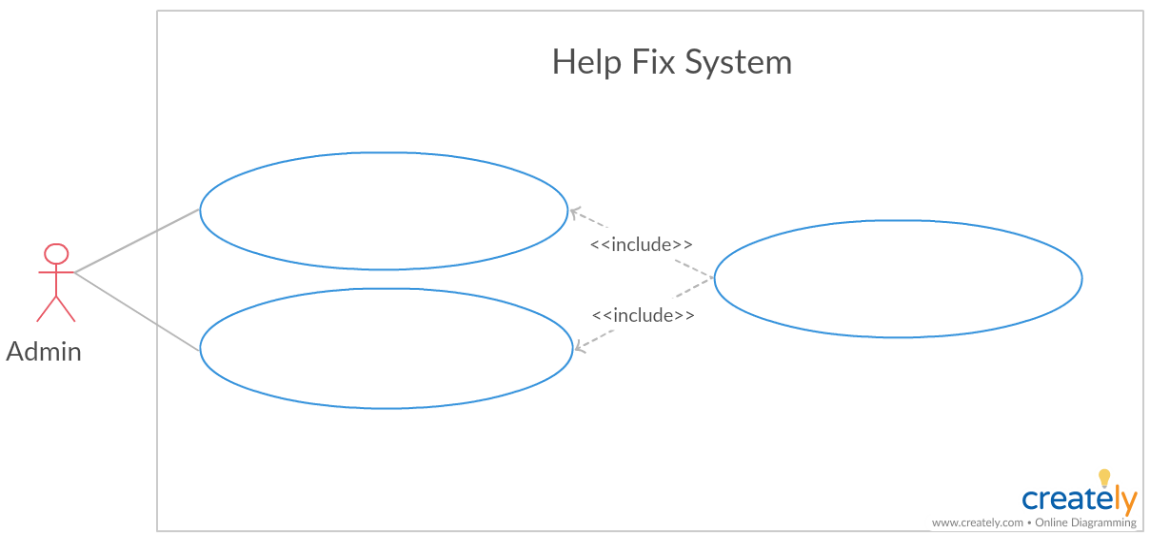 Help Fix System
<<include>>
<<include>>
Admin
creately
www.creately.com • Online Diagramming